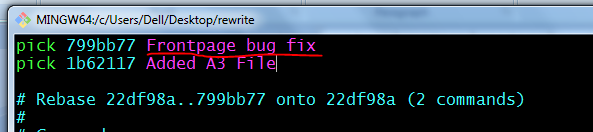 MINGW64:/c/Users/Dell/Desktop/rewrite
pick 799bb77 Frontpage bug fix
pick 1b62117 Added A3 File
# Rebase 22df98a..799bb77 onto 22df98a (2 commands)
#